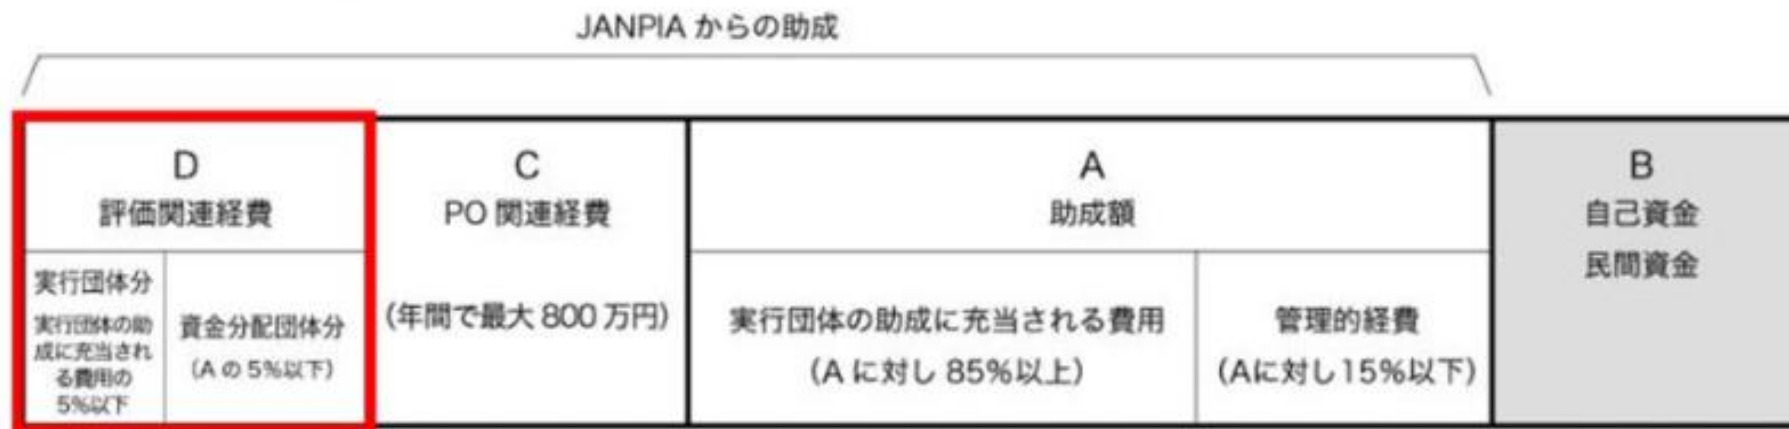 JANPIA からの助成
D
評価関連経費
実行団体分
実行団体の助
成に充当され
る費用の
5%以下
資金分配団体分
(A の 5%以下)
C
PO 関連経費
(年間で最大 800 万円)
A
助成額
実行団体の助成に充当される費用
(A に対し 85%以上)
管理的経費
(Aに対し15%以下)
B
自己資金
民間資金